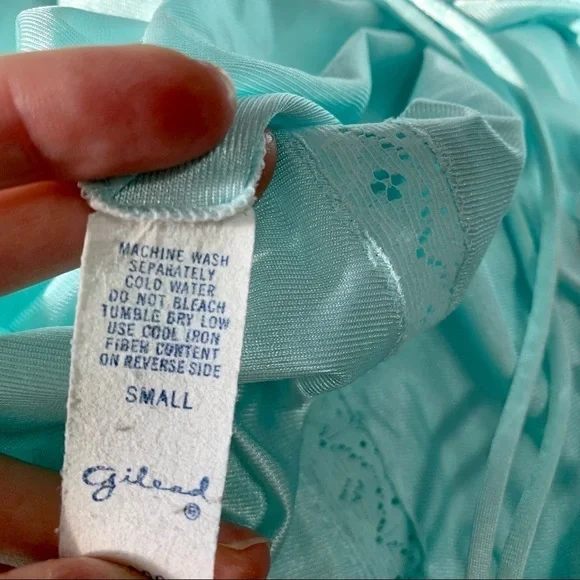 MACHINE WASH
SEPARATELY
COLD WATER
DO NOT BLEACH
TUMBLE DRY LOW
USE COOL IRON
FIBER CONTENT
ON REVERSE SIDE
SMALL
Gilead
®